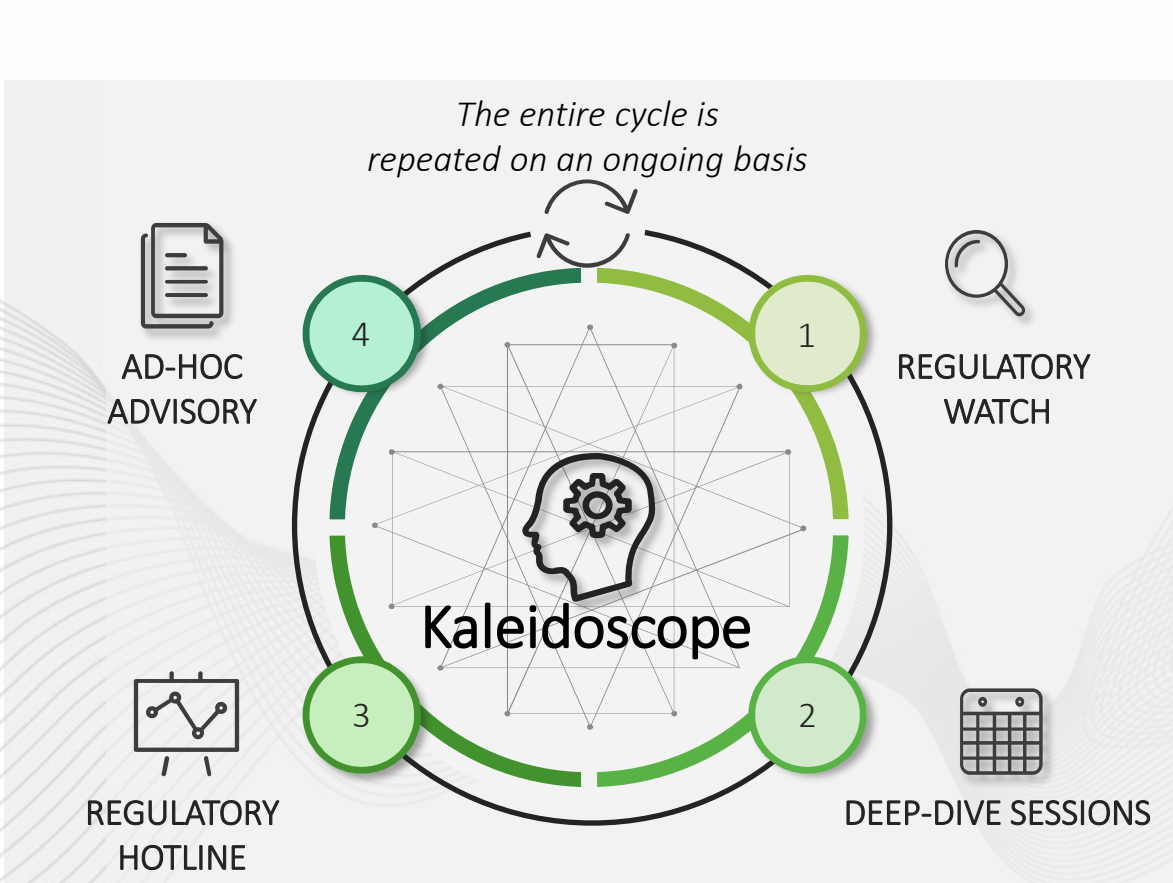 The entire cycle is
repeated on an ongoing basis
4
1
AD-HOC
ADVISORY
REGULATORY
WATCH
Kaleidoscope
3
2
REGULATORY
HOTLINE
DEEP-DIVE SESSIONS